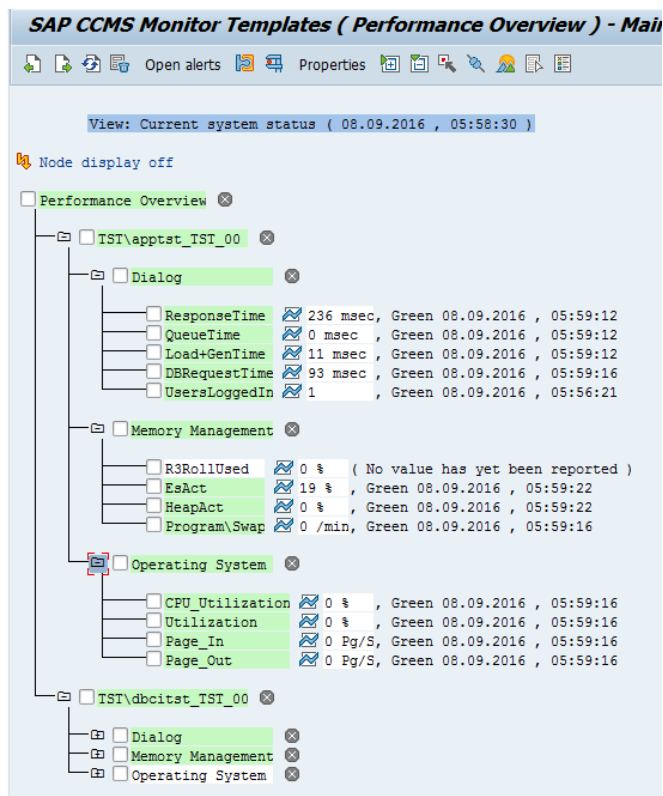 SAP CCMS Monitor Templates ( Performance Overview ) - Mai
Open alerts Properties
View: Current system status ( 08.09.2016 , 05:58:30 )
Node display off
Performance Overview
TST\apptst_TST_00
Dialog
ResponseTime 236 msec, Green 08.09.2016 , 05:59:12
QueueTime 0 msec , Green 08.09.2016 , 05:59:12
Load+GenTime 11 msec , Green 08.09.2016 , 05:59:12
DBRequestTime 93 msec , Green 08.09.2016 , 05:59:16
UsersLoggedIn 1 , Green 08.09.2016 , 05:56:21
Memory Management
R3RollUsed 0 % ( No value has yet been reported )
EsAct 19 % , Green 08.09.2016 , 05:59:22
HeapAct 0 % , Green 08.09.2016 , 05:59:22
Program\Swap 0 /min, Green 08.09.2016 , 05:59:16
Operating System
CPU_Utilization 0 % , Green 08.09.2016 , 05:59:16
Utilization 0 % , Green 08.09.2016 , 05:59:16
Page_In 0 Pg/S, Green 08.09.2016 , 05:59:16
Page_Out 0 Pg/S, Green 08.09.2016 , 05:59:16
TST\dbcitst_TST_00
Dialog
Memory Management
Operating System